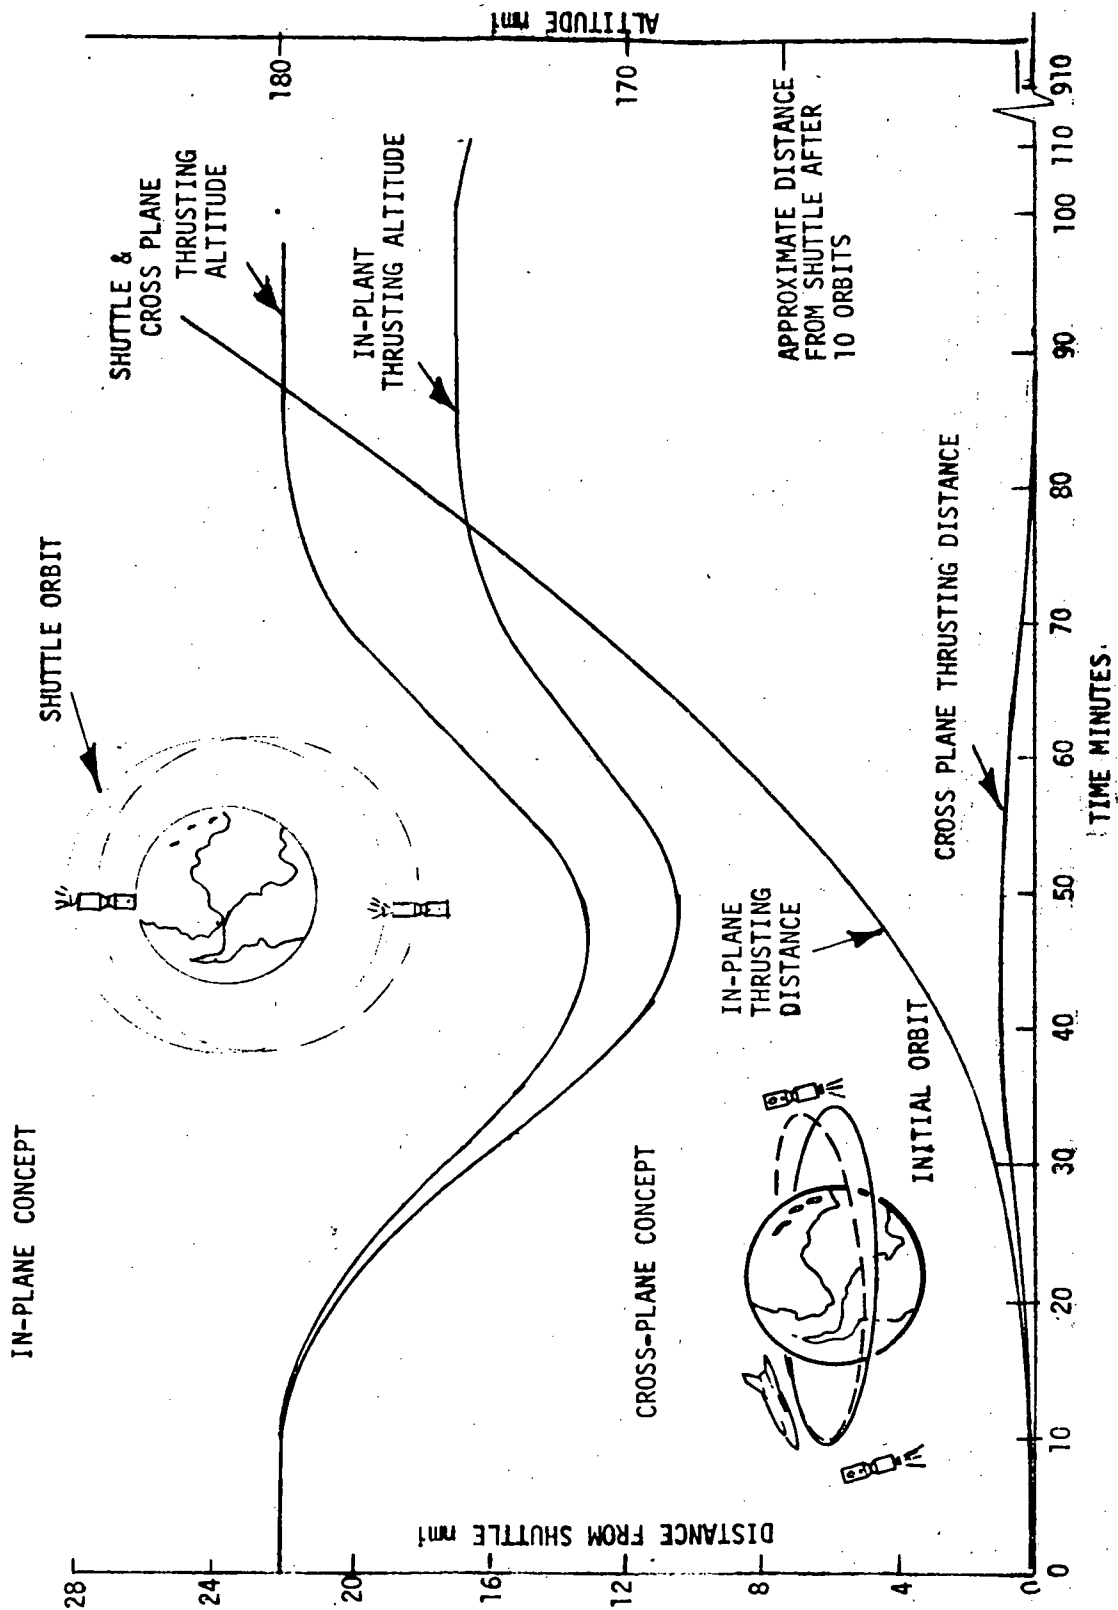 IN-PLANE CONCEPT
SHUTTLE ORBIT
SHUTTLE &
CROSS PLANE
THRUSTING
ALTITUDE
IN-PLANT
THRUSTING ALTITUDE
CROSS-PLANE CONCEPT
INITIAL ORBIT
IN-PLANE
THRUSTING
DISTANCE
CROSS PLANE THRUSTING DISTANCE
APPROXIMATE DISTANCE
FROM SHUTTLE AFTER
10 ORBITS
DISTANCE FROM SHUTTLE nmi
28
24
20
16
12
8
4
0
ALTITUDE nmi
180
170
0 10 20 30 40 50 60 70 80 90 100 110 910
TIME MINUTES.